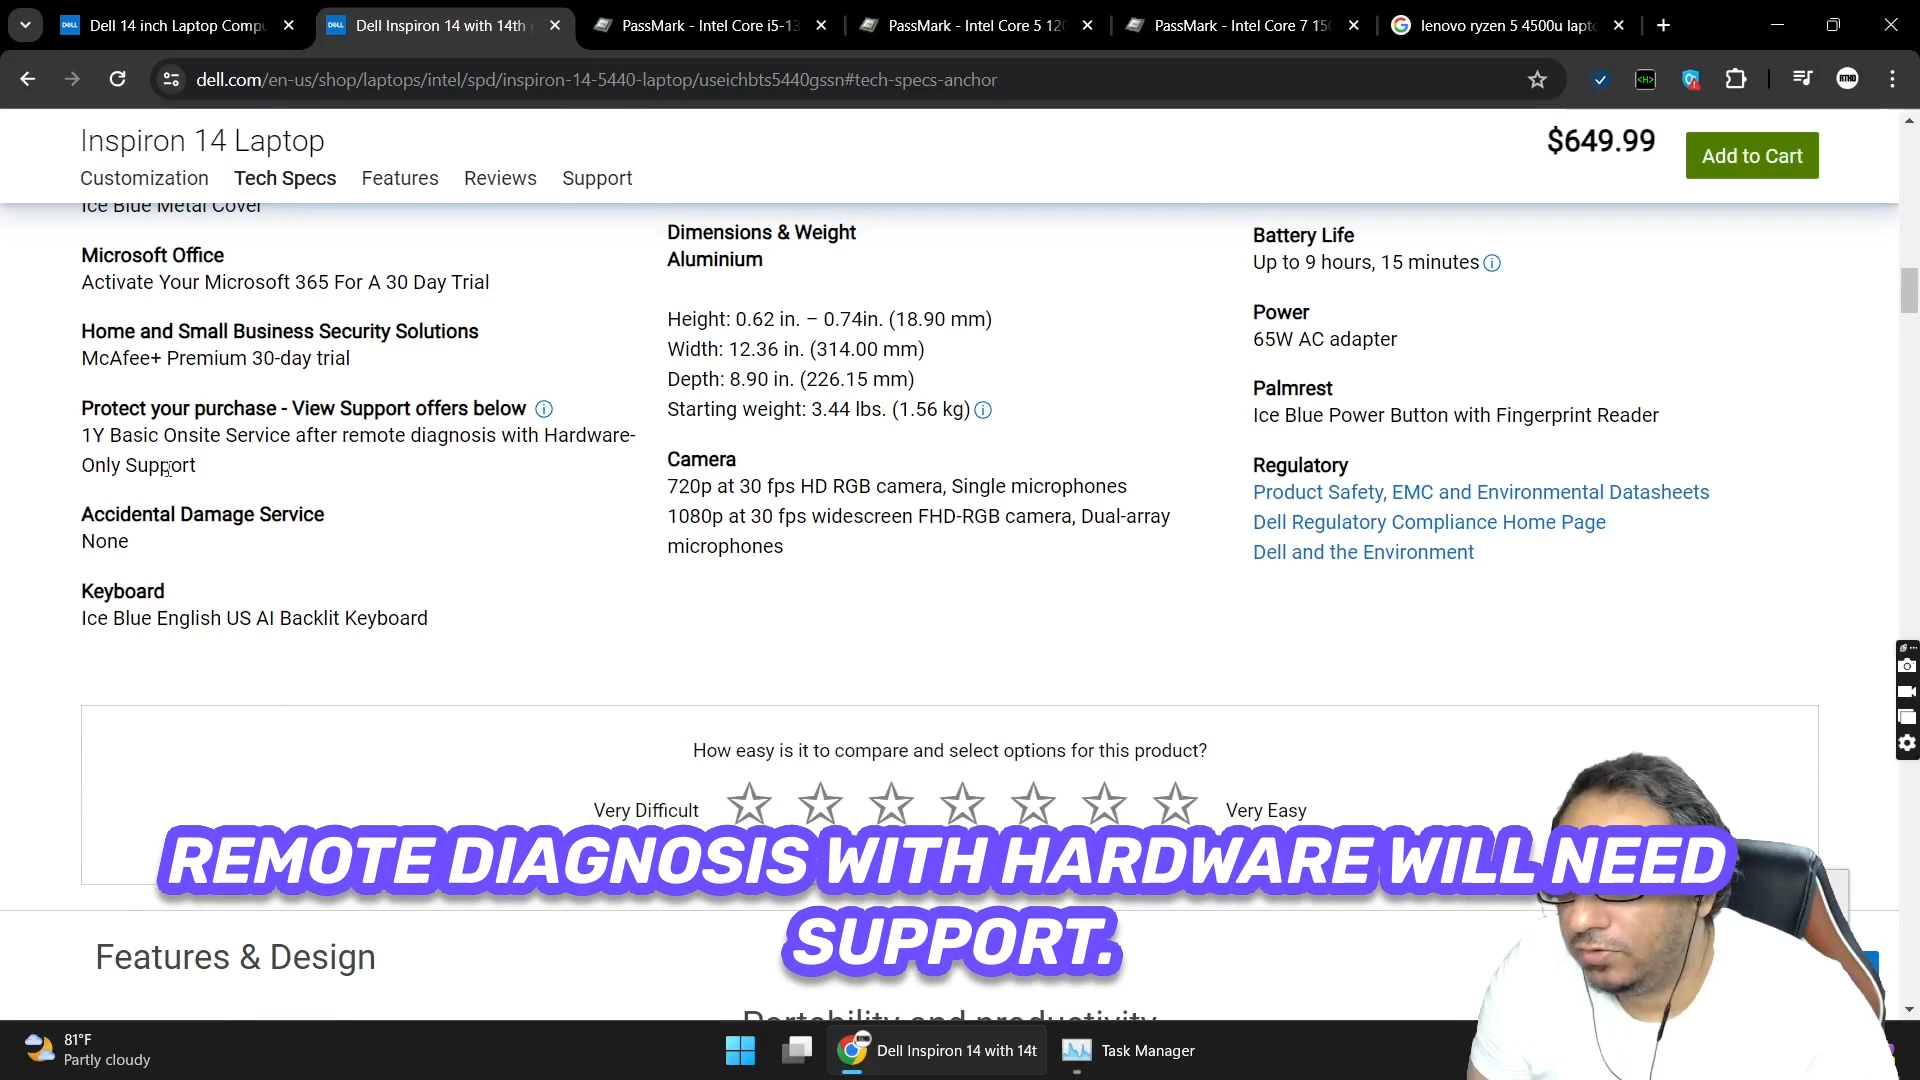 Dell 14 inch Laptop Compu
Dell Inspiron 14 with 14th
PassMark - Intel Core i5-13
PassMark - Intel Core 5 120
PassMark - Intel Core 7 150
lenovo ryzen 5 4500u lapto
dell.com/en-us/shop/laptops/intel/spd/inspiron-14-5440-laptop/useichbts5440gssn#tech-specs-anchor
Inspiron 14 Laptop
$649.99
Add to Cart
Customization
Tech Specs
Features
Reviews
Support
Ice Blue Metal Cover
Microsoft Office
Activate Your Microsoft 365 For A 30 Day Trial
Home and Small Business Security Solutions
McAfee+ Premium 30-day trial
Protect your purchase - View Support offers below
1Y Basic Onsite Service after remote diagnosis with Hardware-
Only Support
Accidental Damage Service
None
Keyboard
Ice Blue English US AI Backlit Keyboard
Dimensions & Weight
Aluminium
Height: 0.62 in. – 0.74in. (18.90 mm)
Width: 12.36 in. (314.00 mm)
Depth: 8.90 in. (226.15 mm)
Starting weight: 3.44 lbs. (1.56 kg)
Camera
720p at 30 fps HD RGB camera, Single microphones
1080p at 30 fps widescreen FHD-RGB camera, Dual-array
microphones
Battery Life
Up to 9 hours, 15 minutes
Power
65W AC adapter
Palmrest
Ice Blue Power Button with Fingerprint Reader
Regulatory
Product Safety, EMC and Environmental Datasheets
Dell Regulatory Compliance Home Page
Dell and the Environment
How easy is it to compare and select options for this product?
Very Difficult
Very Easy
REMOTE DIAGNOSIS WITH HARDWARE WILL NEED
SUPPORT.
Features & Design
Portability and productivity
81°F
Partly cloudy
Dell Inspiron 14 with 14t
Task Manager